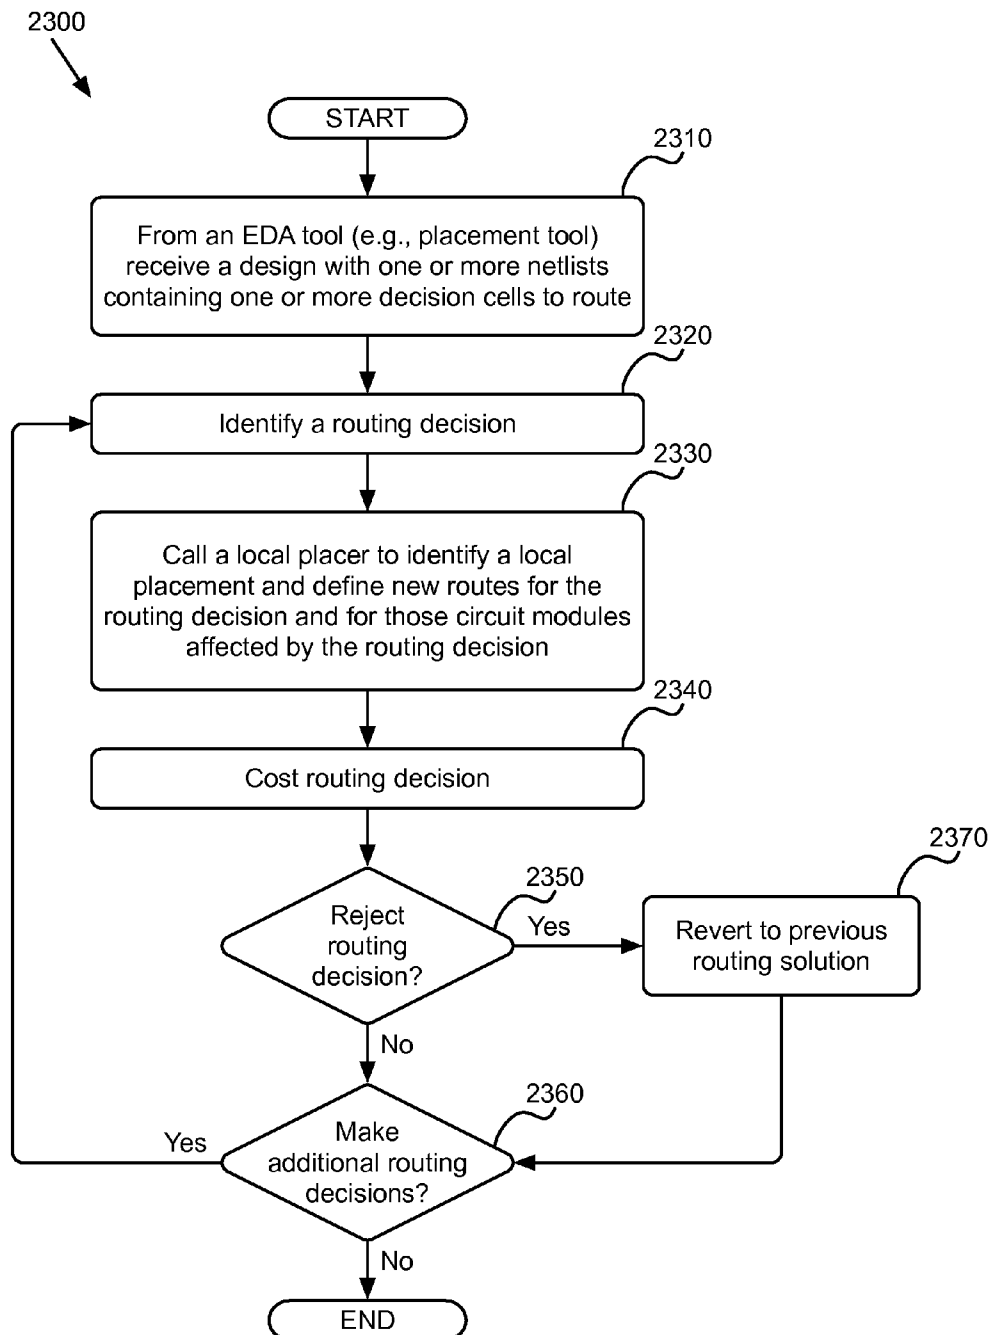 2300
START
2310
From an EDA tool (e.g., placement tool)
receive a design with one or more netlists
containing one or more decision cells to route
2320
Identify a routing decision
2330
Call a local placer to identify a local
placement and define new routes for the
routing decision and for those circuit modules
affected by the routing decision
2340
Cost routing decision
2350
Reject
routing
decision?
Yes
2370
Revert to previous
routing solution
No
2360
Make
additional routing
decisions?
Yes
No
END